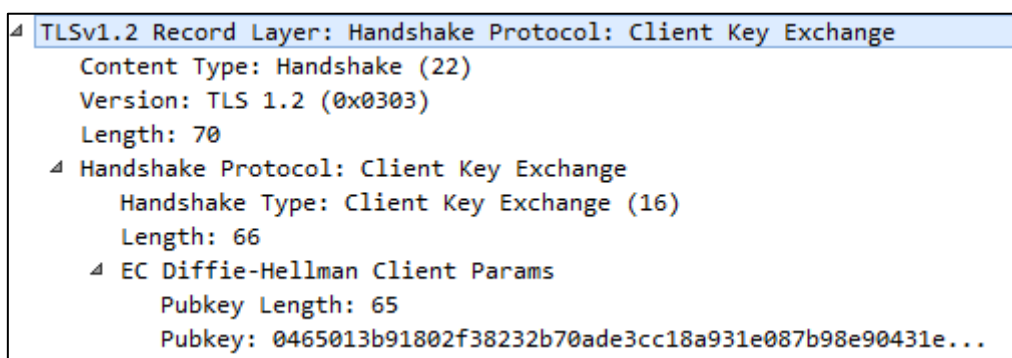 TLSv1.2 Record Layer: Handshake Protocol: Client Key Exchange
Content Type: Handshake (22)
Version: TLS 1.2 (0x0303)
Length: 70
Handshake Protocol: Client Key Exchange
Handshake Type: Client Key Exchange (16)
Length: 66
EC Diffie-Hellman Client Params
Pubkey Length: 65
Pubkey: 0465013b91802f38232b70ade3cc18a931e087b98e90431e...